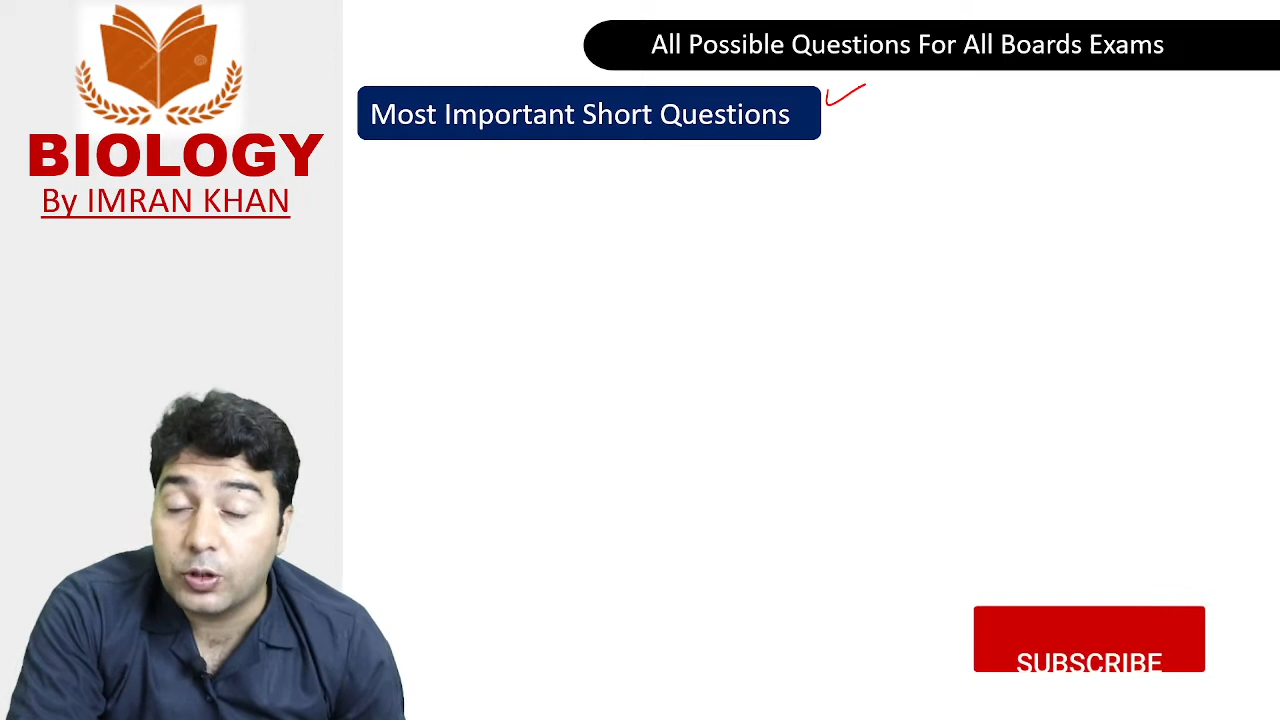 All Possible Questions For All Boards Exams
Most Important Short Questions
BIOLOGY
By IMRAN KHAN
SUBSCRIBE